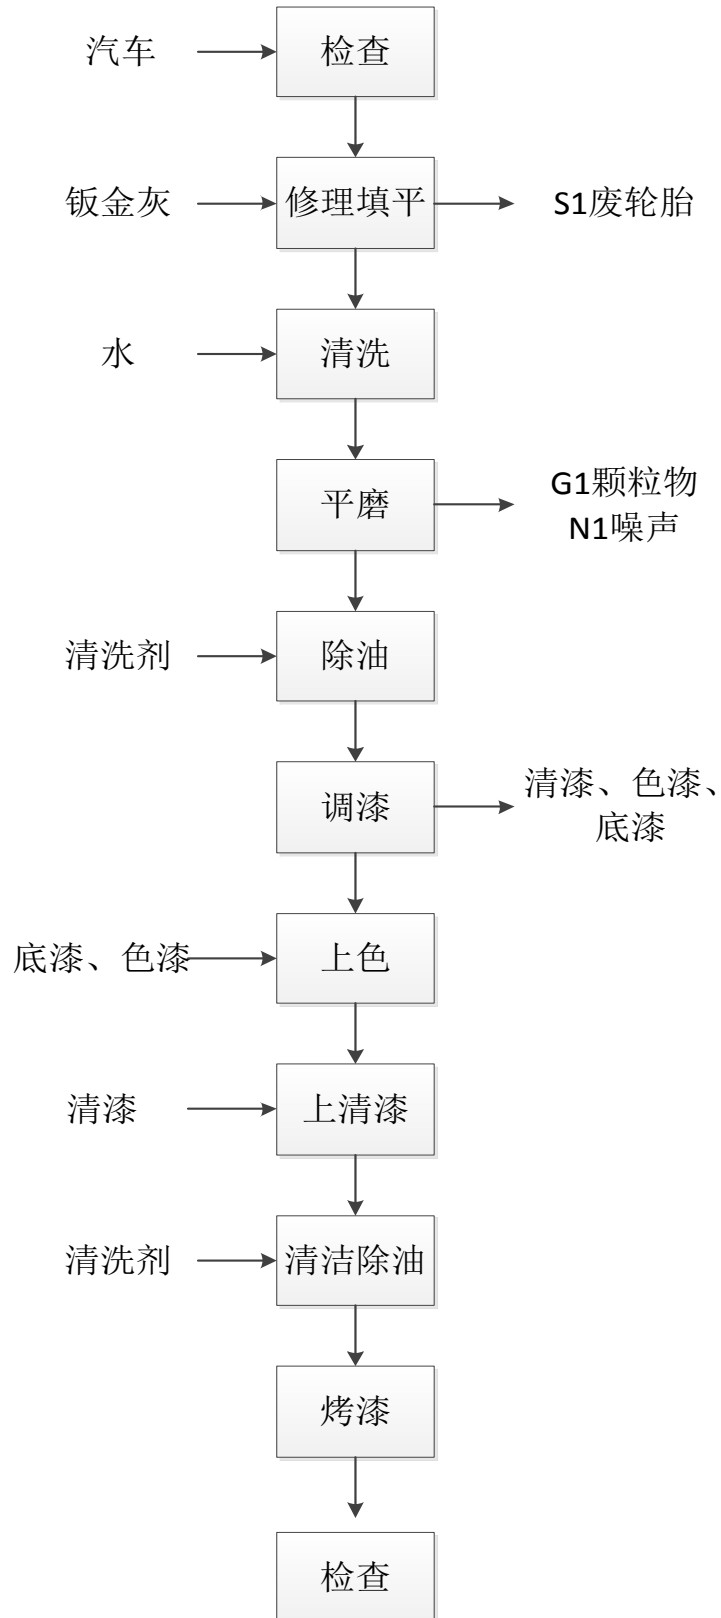 汽车
检查
钣金灰
修理填平
S1废轮胎
水
清洗
平磨
G1颗粒物
N1噪声
清洗剂
除油
调漆
清漆、色漆、
底漆
底漆、色漆
上色
清漆
上清漆
清洗剂
清洁除油
烤漆
检查